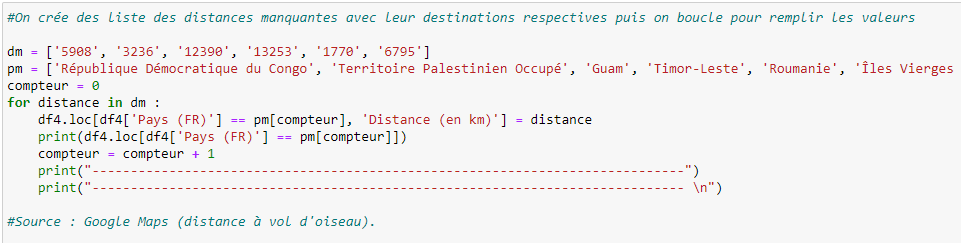 #On crée des liste des distances manquantes avec leur destinations respectives puis on boucle pour remplir les valeurs
dm = ['5908', '3236', '12390', '13253', '1770', '6795']
pm = ['République Démocratique du Congo', 'Territoire Palestinien Occupé', 'Guam', 'Timor-Leste', 'Roumanie', 'Îles Vierges
compteur = 0
for distance in dm :
    df4.loc[df4['Pays (FR)'] == pm[compteur], 'Distance (en km)'] = distance
    print(df4.loc[df4['Pays (FR)'] == pm[compteur]])
    compteur = compteur + 1
    print("-----------------------------------------------------------------------------")
    print("----------------------------------------------------------------------------- \n")
#Source : Google Maps (distance à vol d'oiseau).